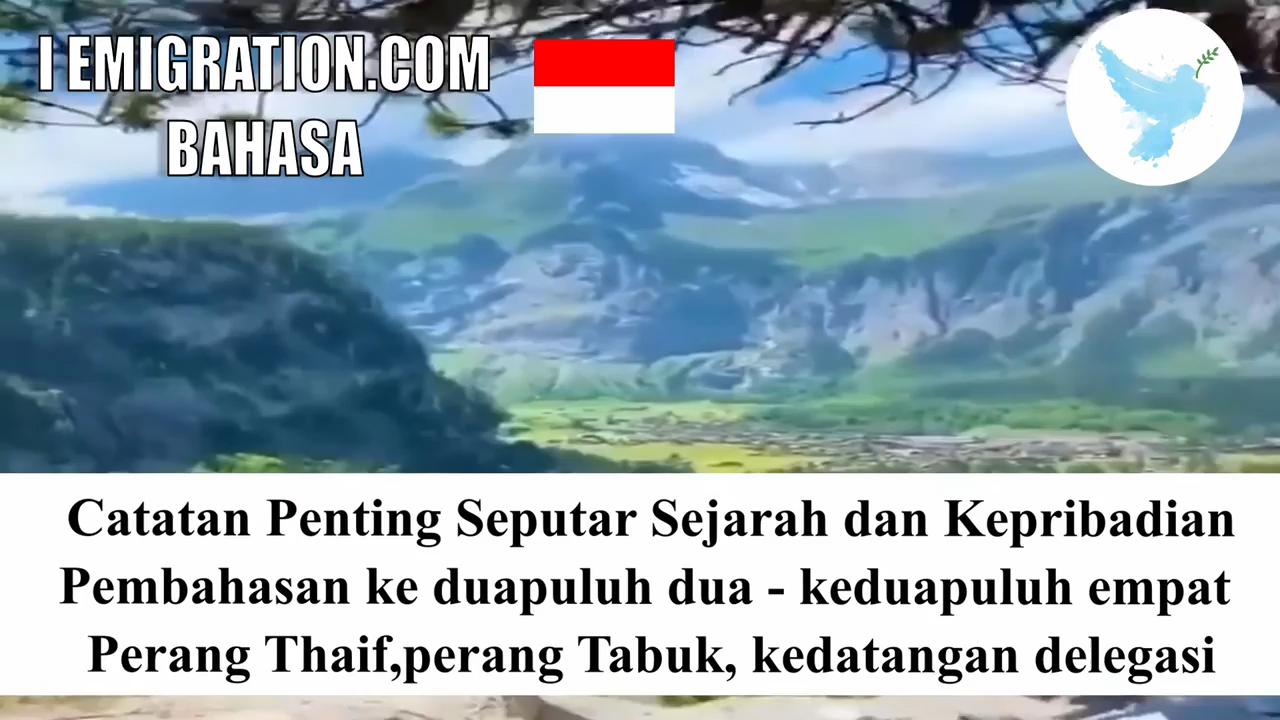 I EMIGRATION.COM
BAHASA
Catatan Penting Seputar Sejarah dan Kepribadian
Pembahasan ke duapuluh dua - keduapuluh empat
Perang Thaif,perang Tabuk, kedatangan delegasi